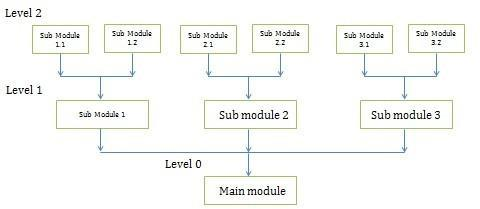 Level 2
Sub Module
1.1
Sub Module
1.2
Sub Module
2.1
Sub Module
2.2
Sub Module
3.1
Sub Module
3.2
Level 1
Sub Module 1
Sub module 2
Sub module 3
Level 0
Main module